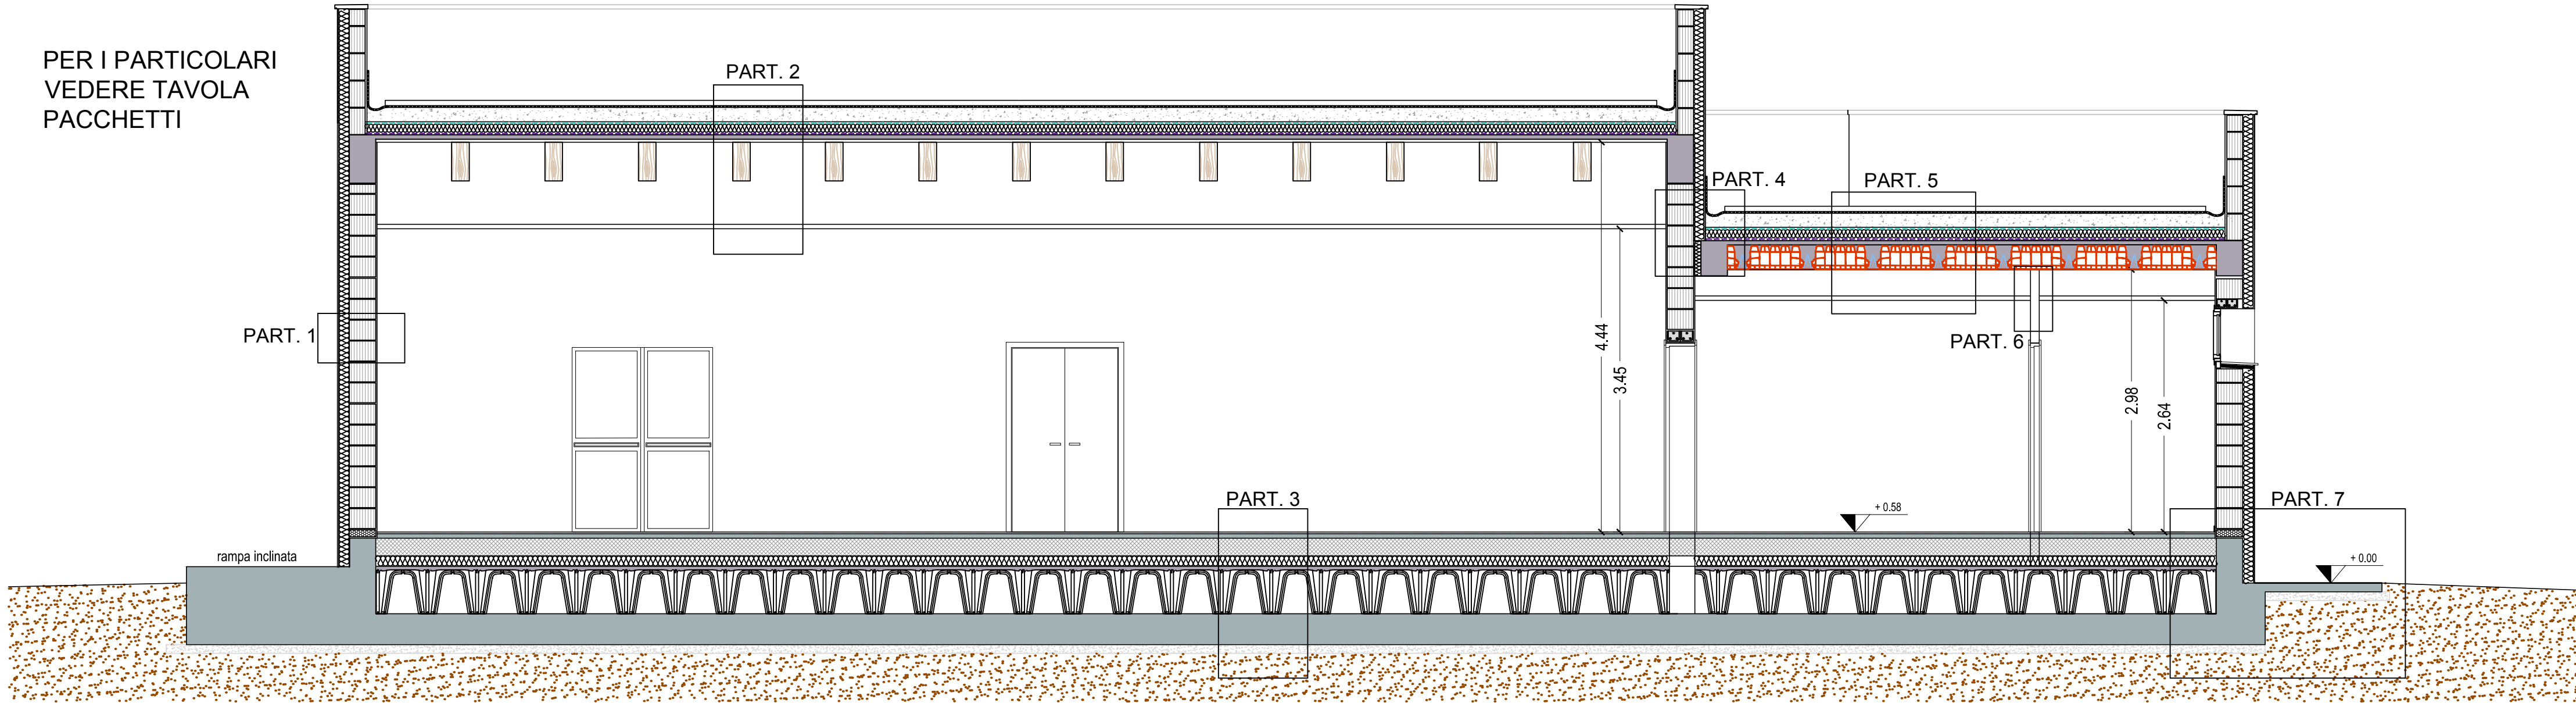 PER I PARTICOLARI
VEDERE TAVOLA
PACCHETTI
PART. 2
PART. 4
PART. 5
PART. 1
PART. 6
4.44
3.45
2.98
2.64
PART. 3
PART. 7
+ 0.58
rampa inclinata
+ 0.00